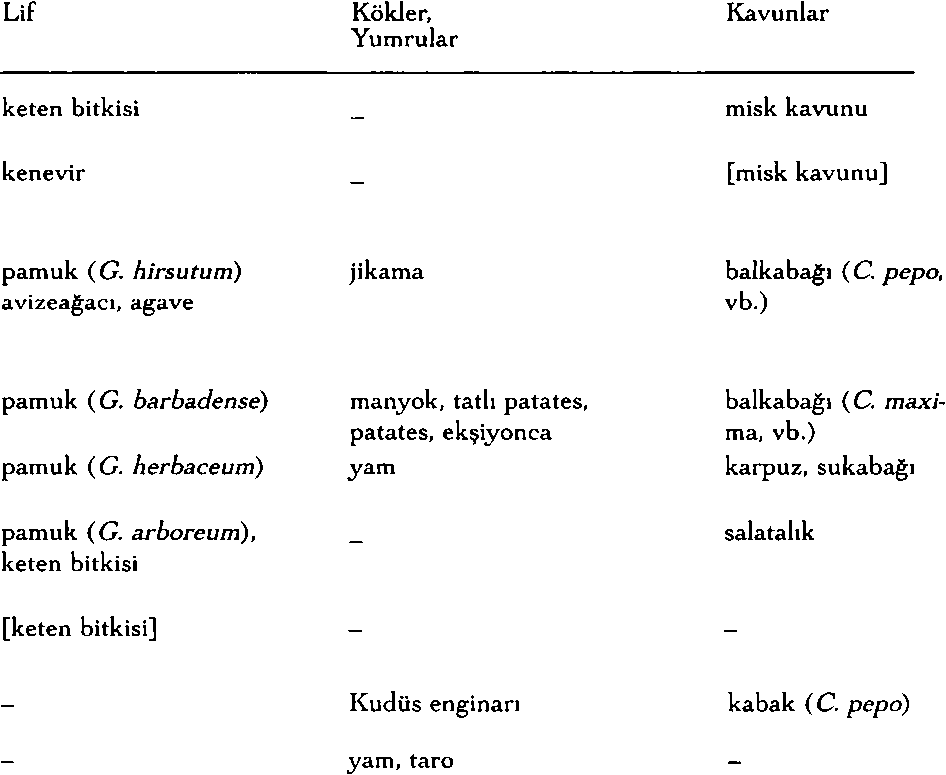 Lif Kökler, Kavunlar
Yumrular
keten bitkisi – misk kavunu
kenevir – [misk kavunu]
pamuk (G. hirsutum) jikama balkabağı (C. pepo,
avizeağacı, agave vb.)
pamuk (G. barbadense) manyok, tatlı patates, balkabağı (C. maxi-
patates, ekşiyonca ma, vb.)
pamuk (G. herbaceum) yam karpuz, sukabağı
pamuk (G. arboreum), – salatalık
keten bitkisi
[keten bitkisi] – –
– Kudüs enginarı kabak (C. pepo)
– yam, taro –